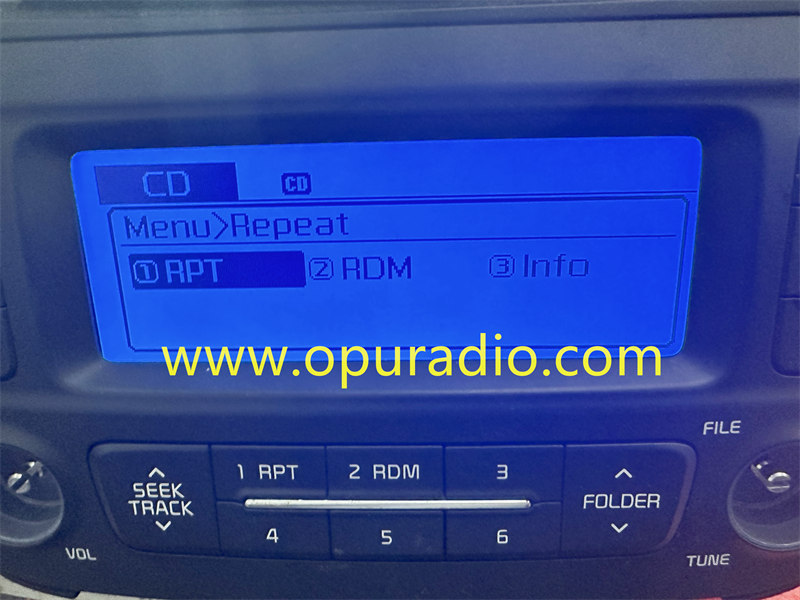 CD CD
Menu>Repeat
①RPT ②RDM ③Info
www.opuradio.com
FILE
SEEK
TRACK
1 RPT 2 RDM 3
FOLDER
4 5 6
VOL
TUNE